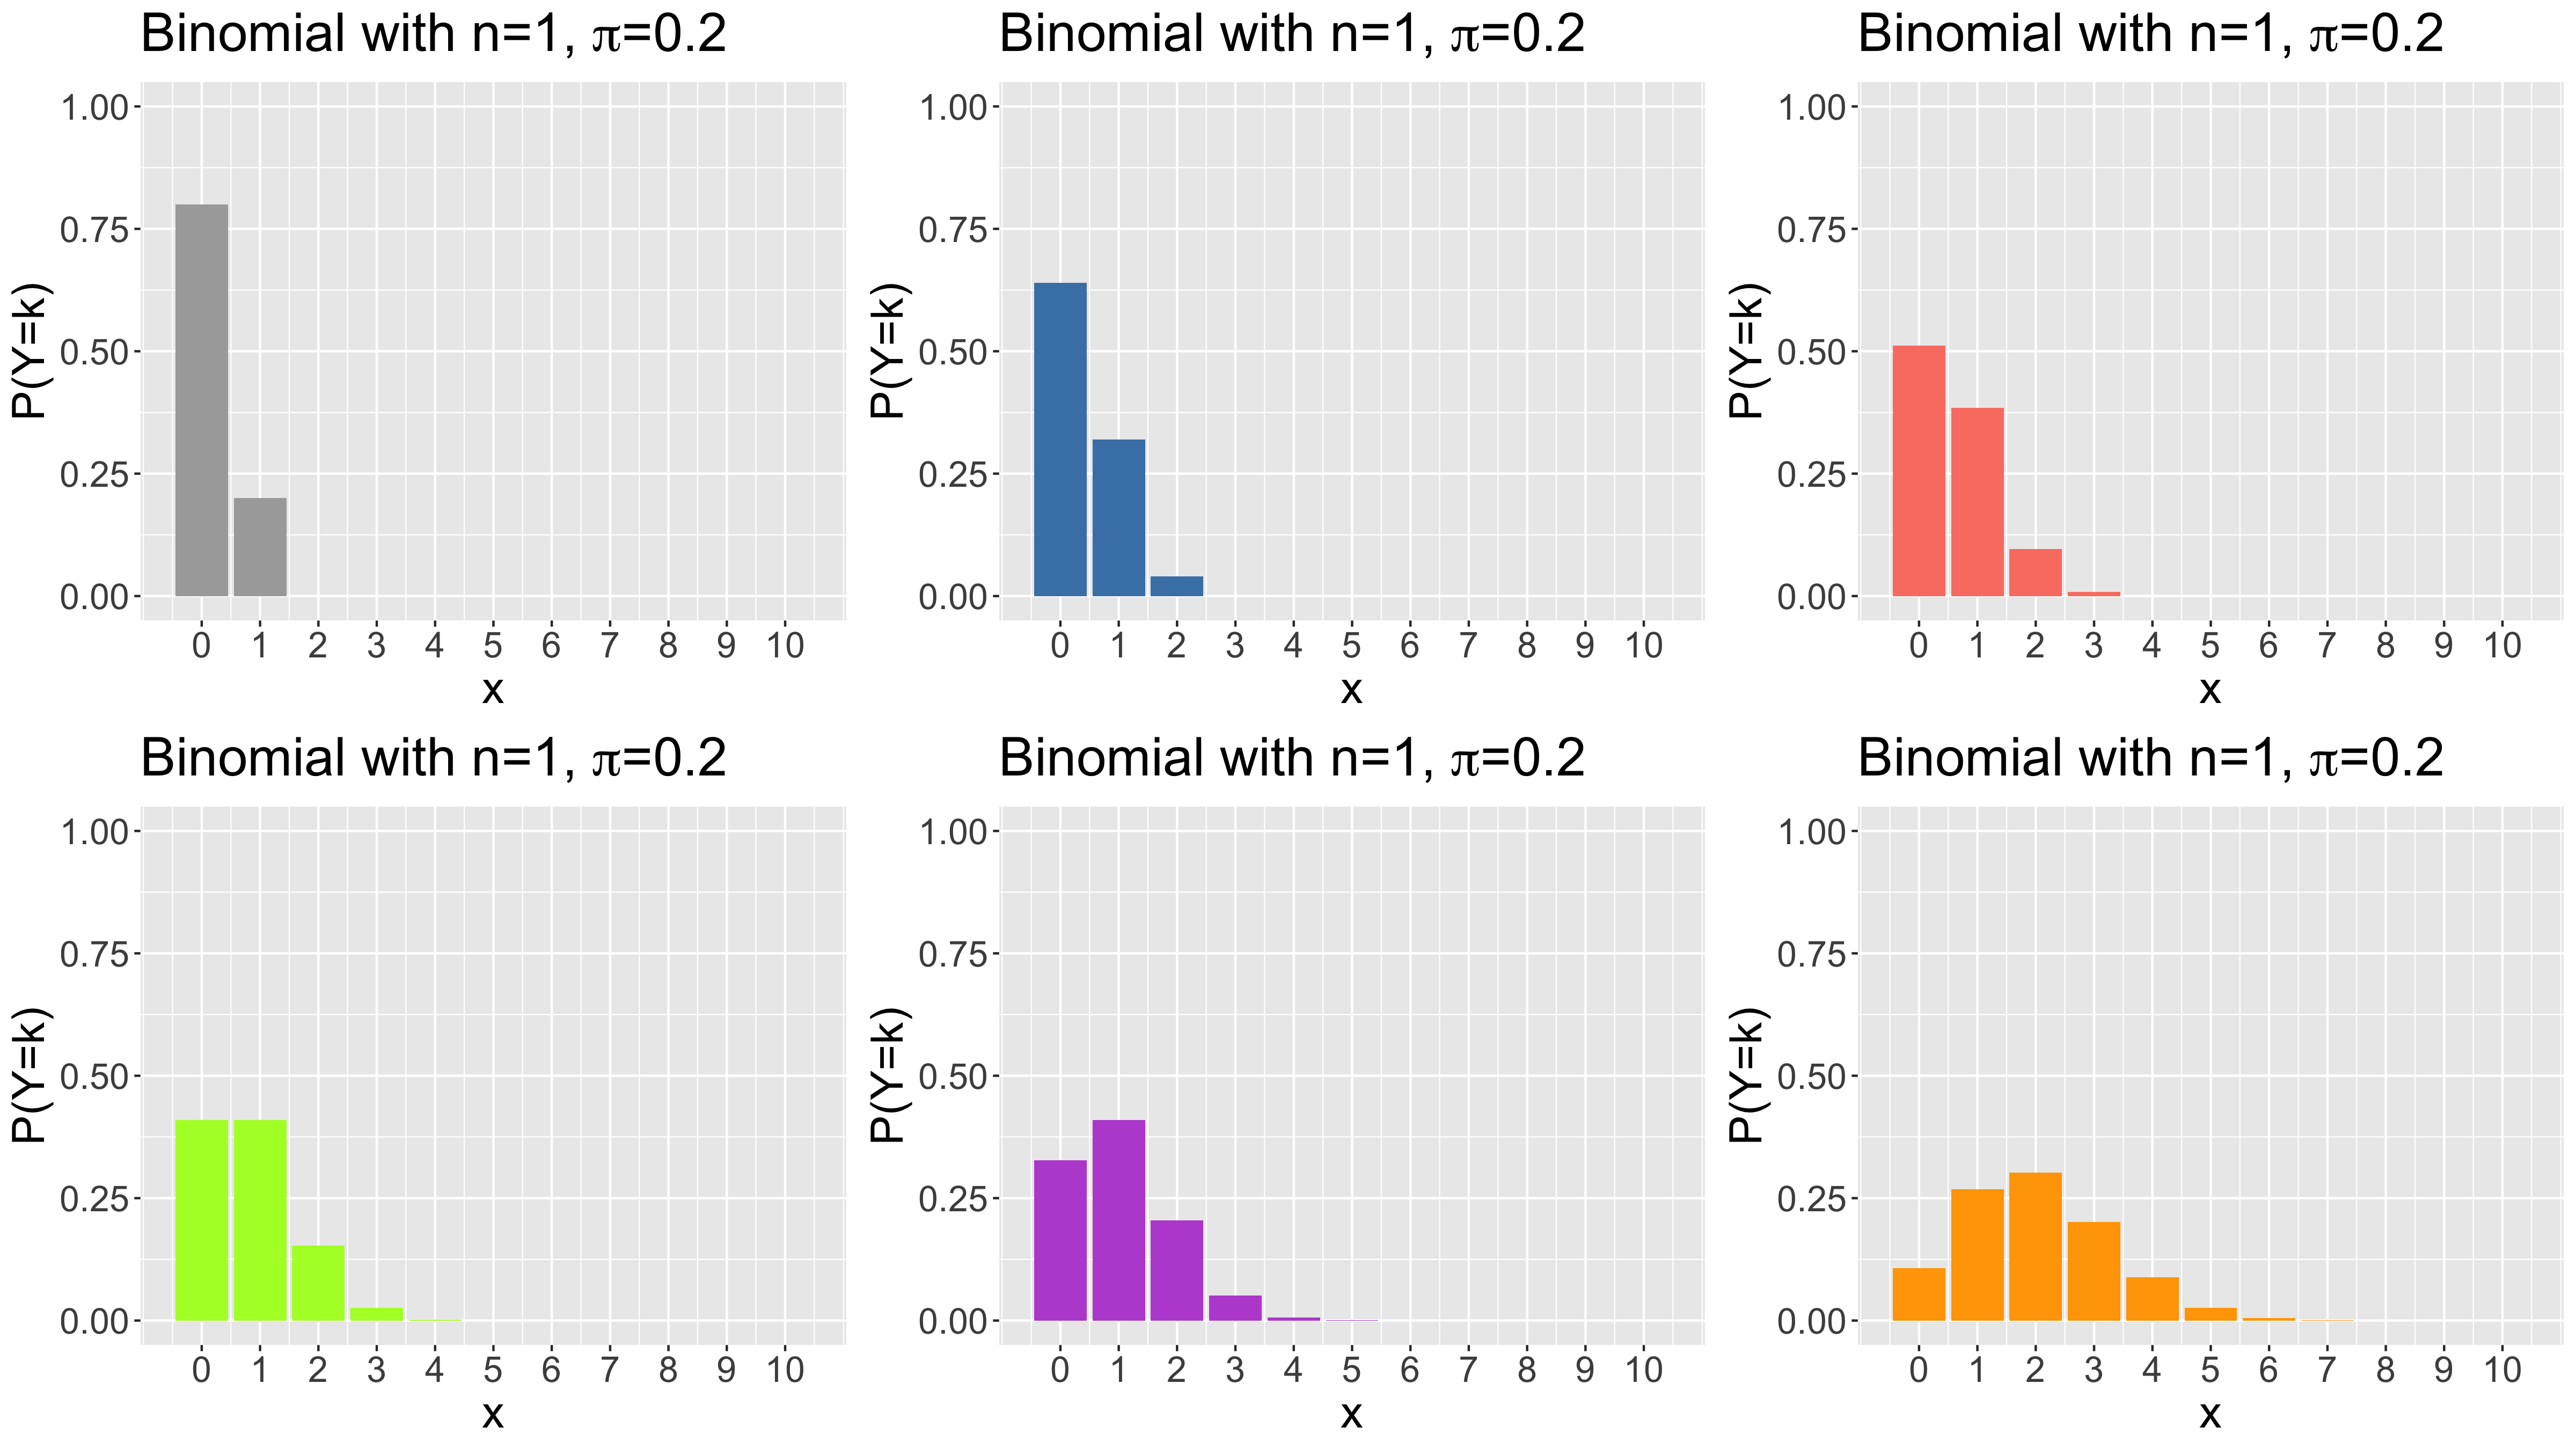 Binomial with n=1, π=0.2
1.00
0.75
0.50
0.25
0.00
P(Y=k)
0 1 2 3 4 5 6 7 8 9 10
x
Binomial with n=1, π=0.2
1.00
0.75
0.50
0.25
0.00
P(Y=k)
0 1 2 3 4 5 6 7 8 9 10
x
Binomial with n=1, π=0.2
1.00
0.75
0.50
0.25
0.00
P(Y=k)
0 1 2 3 4 5 6 7 8 9 10
x
Binomial with n=1, π=0.2
1.00
0.75
0.50
0.25
0.00
P(Y=k)
0 1 2 3 4 5 6 7 8 9 10
x
Binomial with n=1, π=0.2
1.00
0.75
0.50
0.25
0.00
P(Y=k)
0 1 2 3 4 5 6 7 8 9 10
x
Binomial with n=1, π=0.2
1.00
0.75
0.50
0.25
0.00
P(Y=k)
0 1 2 3 4 5 6 7 8 9 10
x